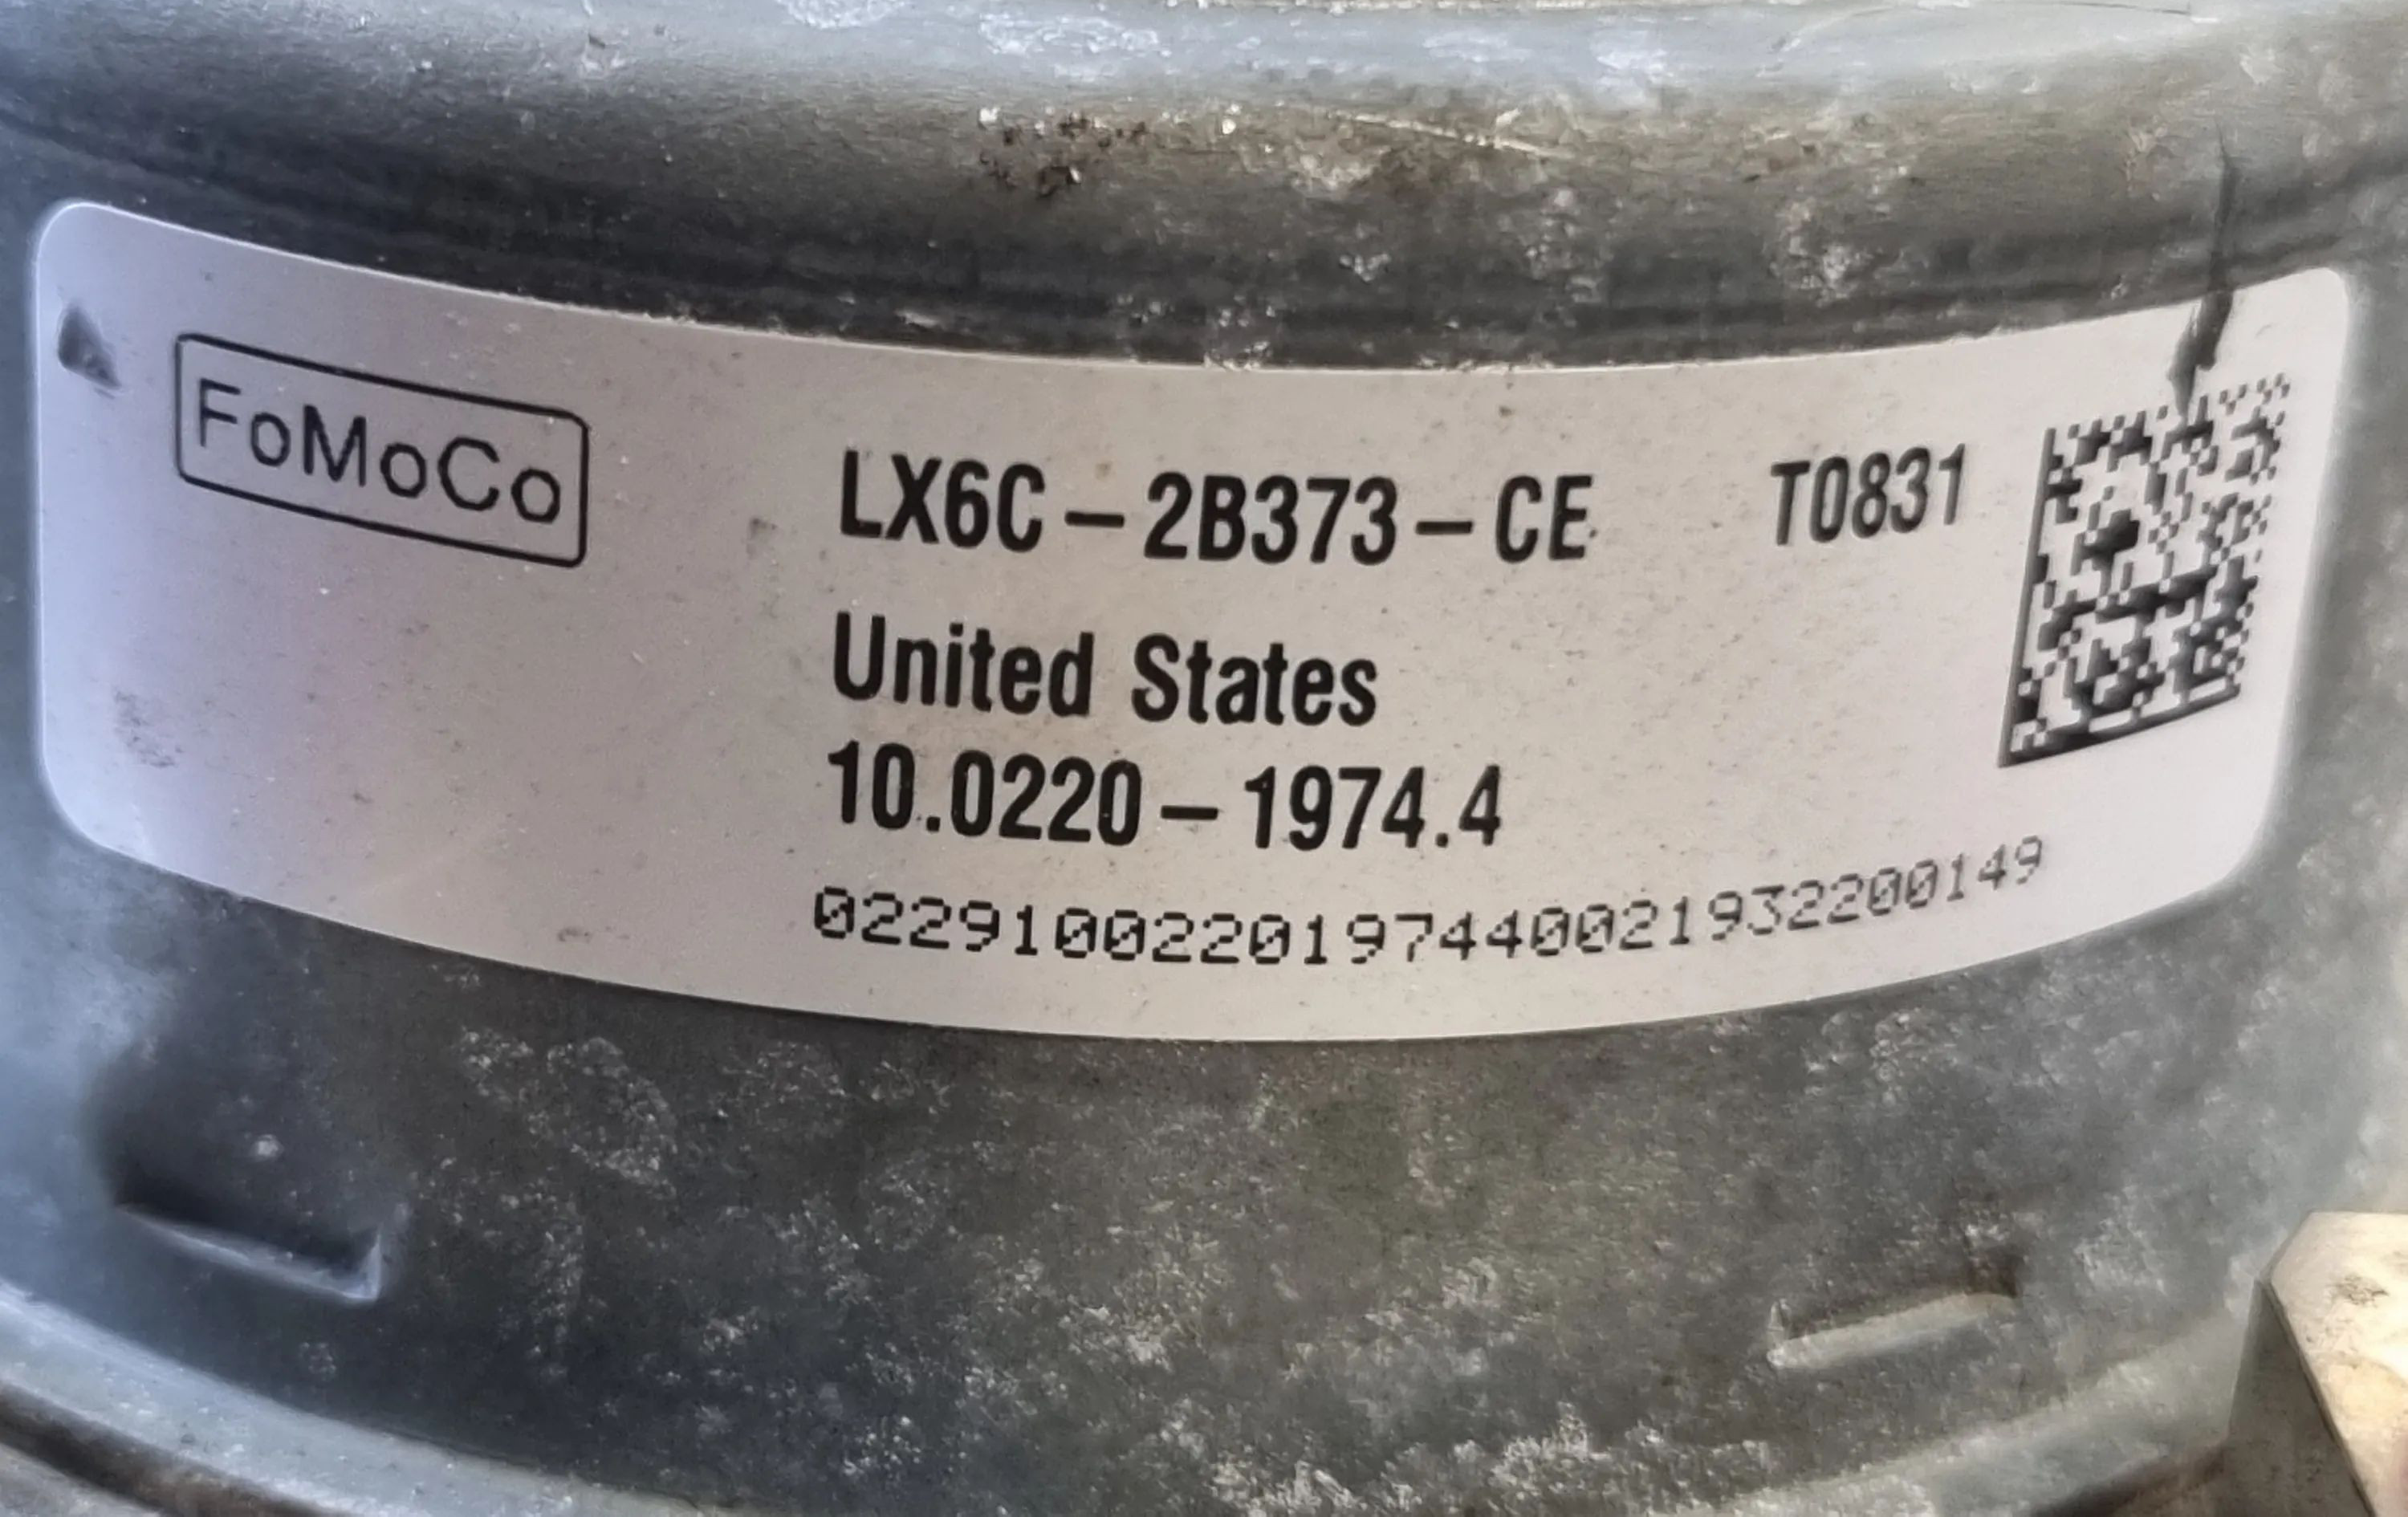 FoMoCo
LX6C-2B373-CE T0831
United States
10.0220-1974.4
0229100220197440021932200149